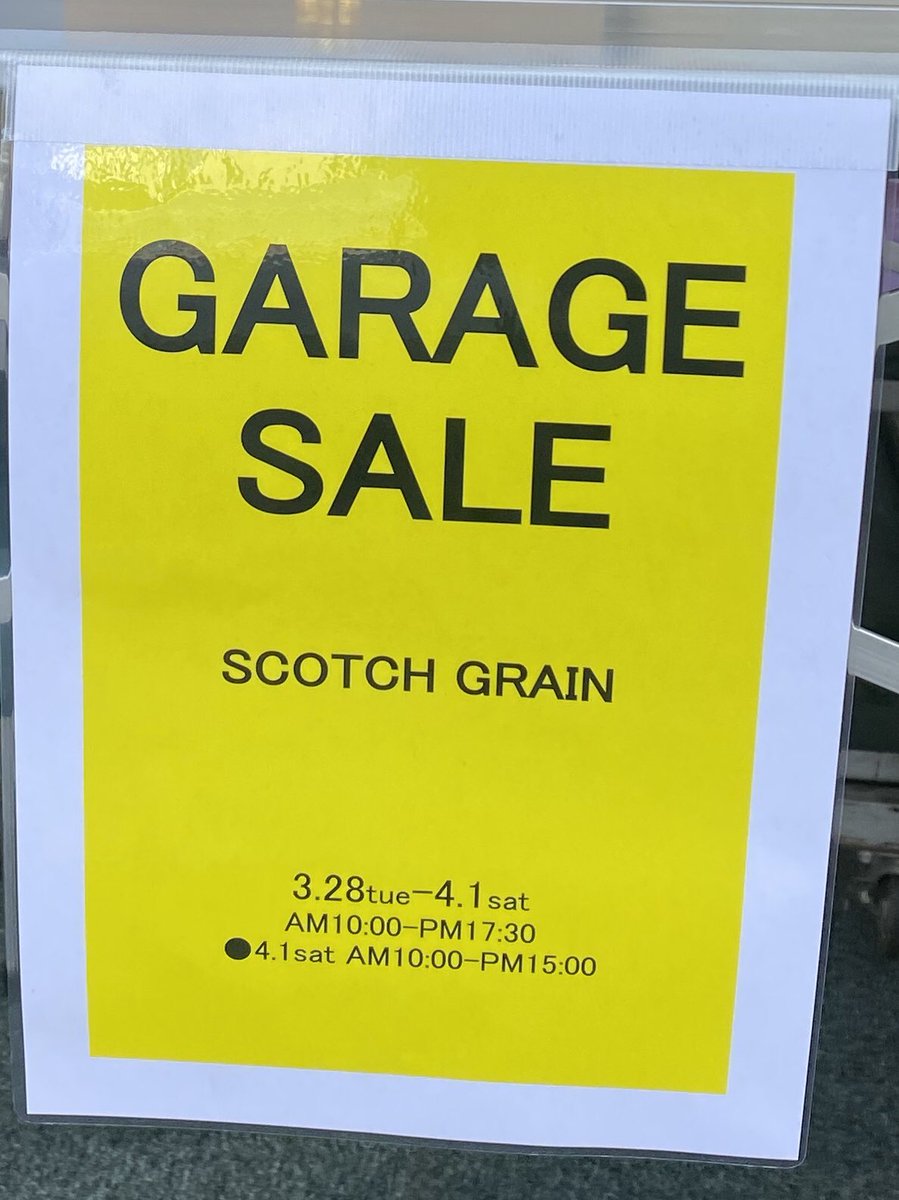 GARAGE
SALE
SCOTCH GRAIN
3.28tue-4.1sat
AM10:00-PM17:30
●4.1sat AM10:00-PM15:00